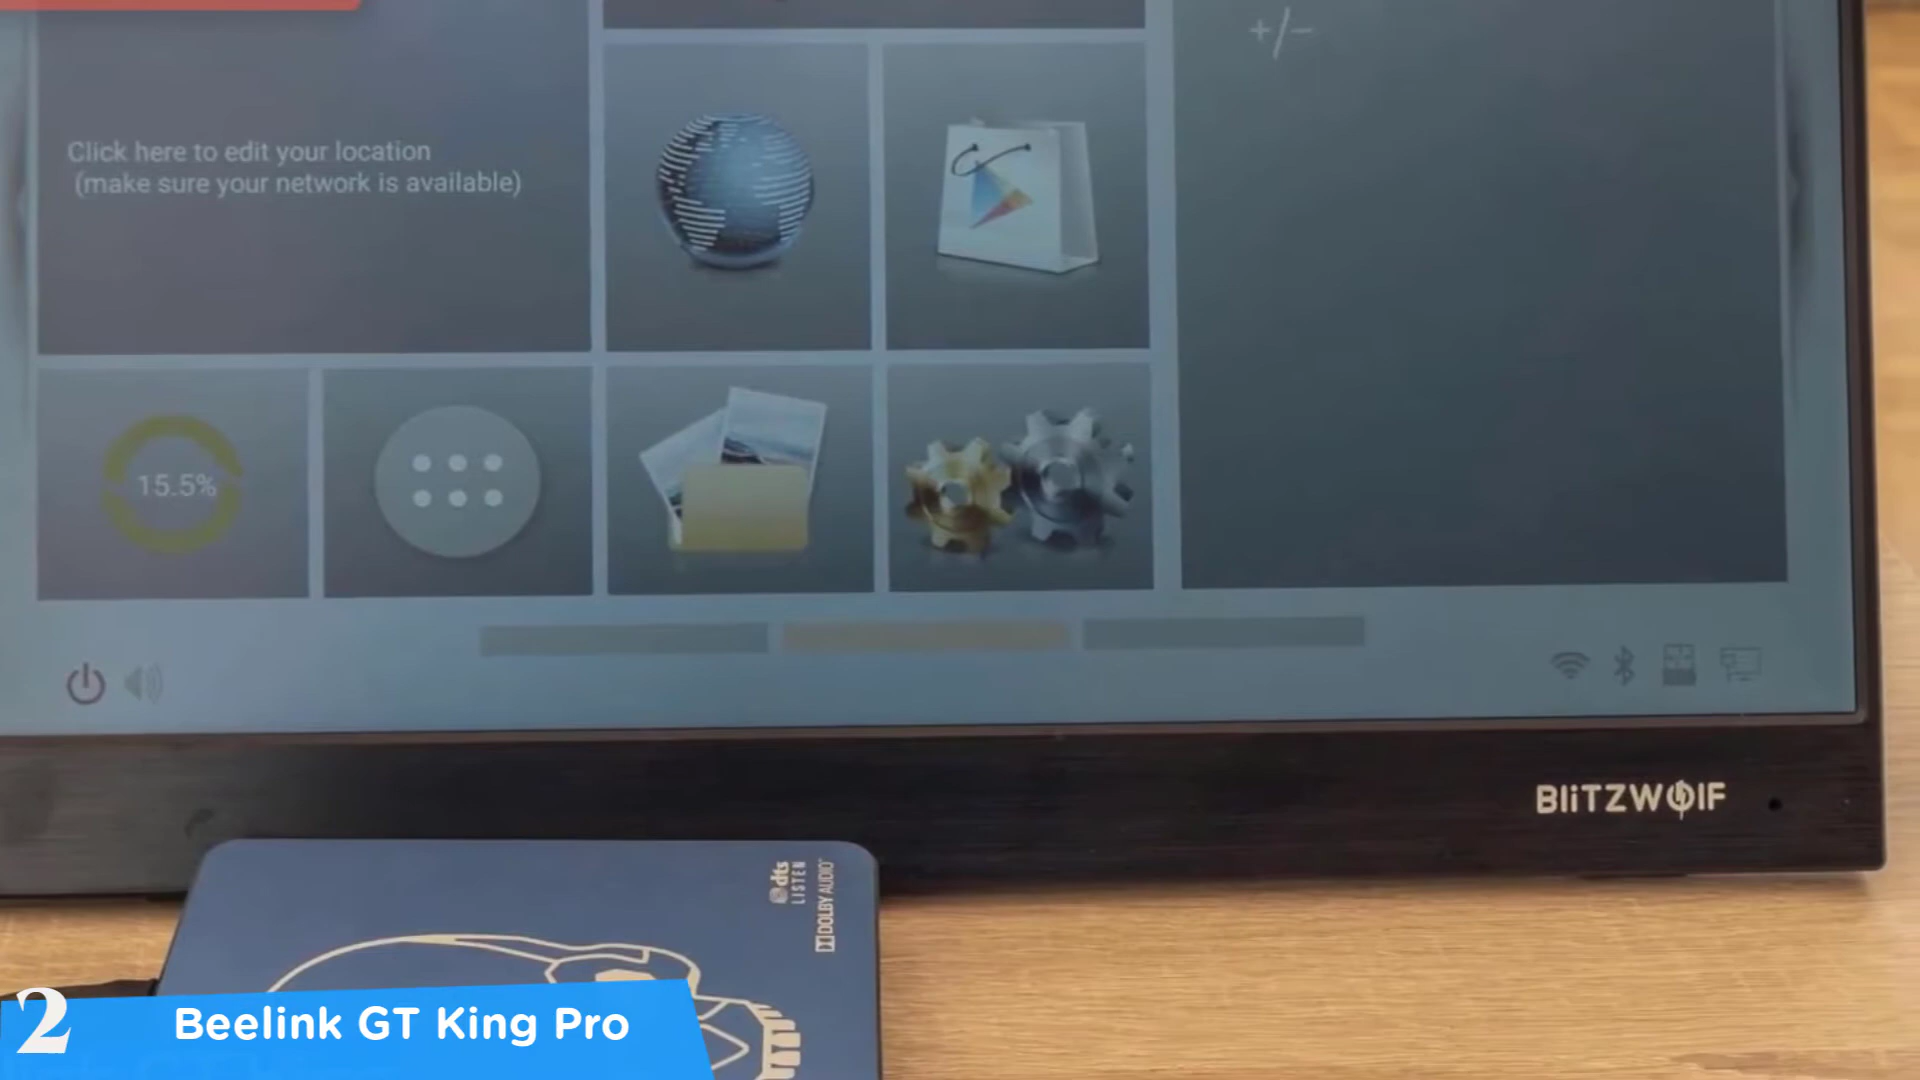 +/−
Click here to edit your location
(make sure your network is available)
15.5%
BliTZWOlF
dts
LISTEN
DOLBY AUDIO™
2
Beelink GT King Pro